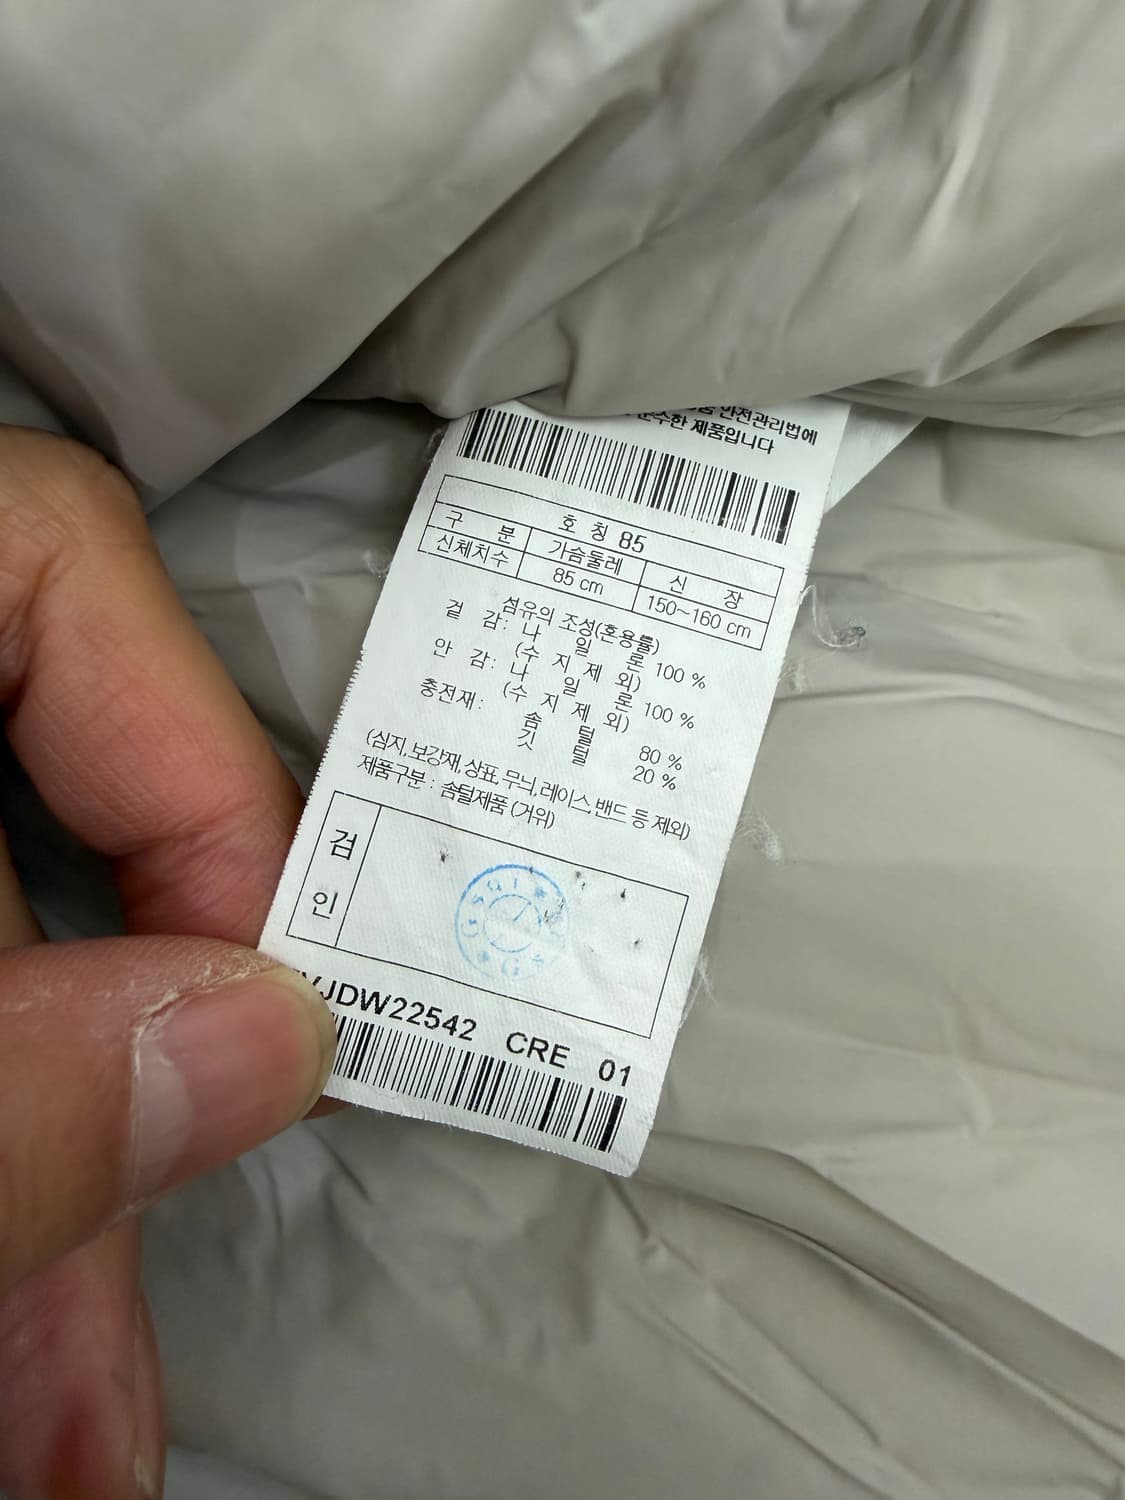 안전관리법에
준수한 제품입니다
호 칭 85
구 분 가슴둘레 신 장
신체치수 85 cm 150~160 cm
섬유의 조성(혼용률)
겉 감: 나 일 론 100 %
(수 지 제 외)
안 감: 나 일 론 100 %
(수 지 제 외)
충전재: 솜 털 80 %
깃 털 20 %
(심지,보강재,상표,무늬,레이스,밴드 등 제외)
제품구분 : 솜털제품 (거위)
검
인
YJDW22542 CRE 01